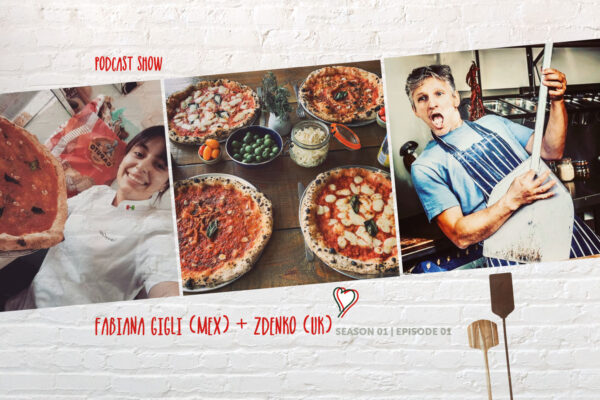 PODCAST SHOW
FABIANA GIGLI (MEX) + ZDENKO (UK)
SEASON 01 | EPISODE 01